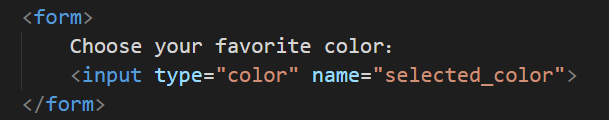 <form>
Choose your favorite color:
<input type="color" name="selected_color">
</form>